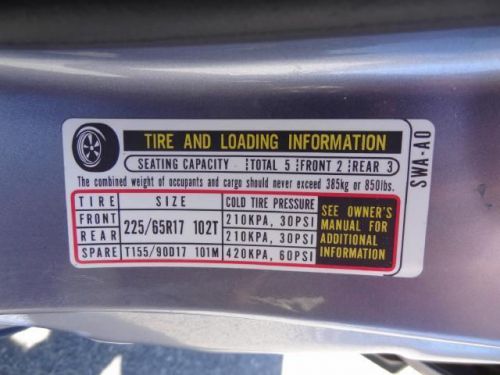 TIRE AND LOADING INFORMATION
SEATING CAPACITY TOTAL 5 FRONT 2 REAR 3
The combined weight of occupants and cargo should never exceed 385kg or 850lbs.
TIRE SIZE COLD TIRE PRESSURE
FRONT 225/65R17 102T 210KPA, 30PSI
REAR 210KPA, 30PSI
SPARE T155/90D17 101M 420KPA, 60PSI
SEE OWNER'S
MANUAL FOR
ADDITIONAL
INFORMATION
SWA-A0